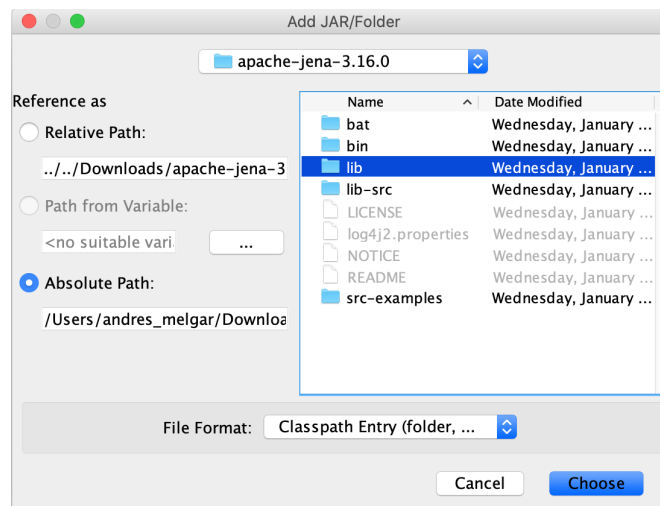 Add JAR/Folder
apache-jena-3.16.0
Reference as
Relative Path:
../../Downloads/apache-jena-3
Path from Variable:
<no suitable vari
...
Absolute Path:
/Users/andres_melgar/Downloa
Name Date Modified
bat Wednesday, January ...
bin Wednesday, January ...
lib Wednesday, January ...
lib-src Wednesday, January ...
LICENSE Wednesday, January ...
log4j2.properties Wednesday, January ...
NOTICE Wednesday, January ...
README Wednesday, January ...
src-examples Wednesday, January ...
File Format: Classpath Entry (folder, ...
Cancel Choose